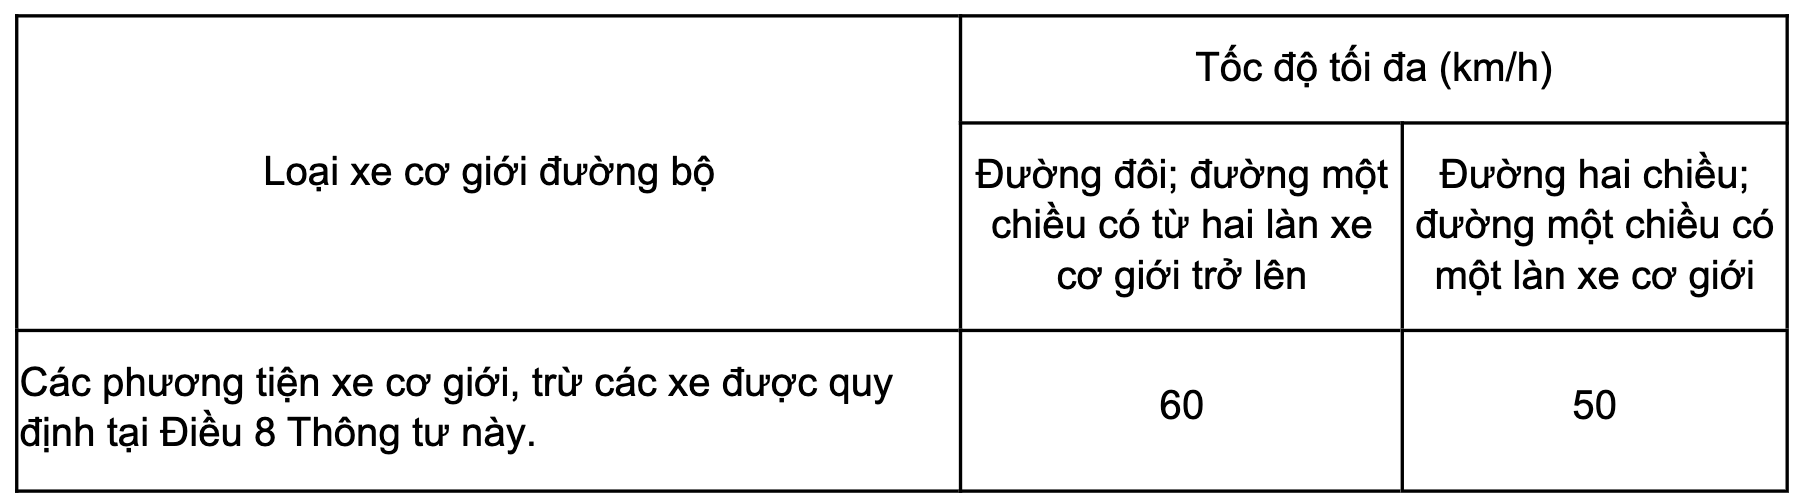 Loại xe cơ giới đường bộ
Tốc độ tối đa (km/h)
Đường đôi; đường một
chiều có từ hai làn xe
cơ giới trở lên
Đường hai chiều;
đường một chiều có
một làn xe cơ giới
Các phương tiện xe cơ giới, trừ các xe được quy
định tại Điều 8 Thông tư này.
60
50